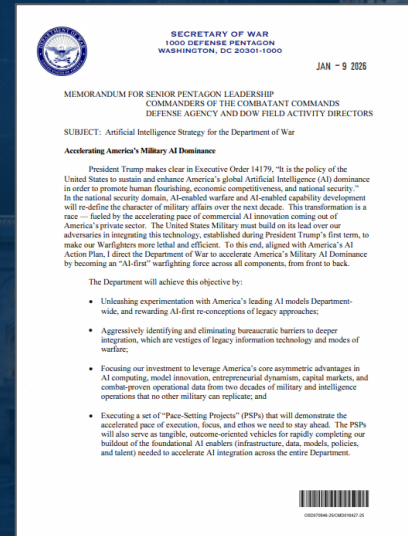 SECRETARY OF WAR
1000 DEFENSE PENTAGON
WASHINGTON, DC 20301-1000
JAN - 9 2026
MEMORANDUM FOR SENIOR PENTAGON LEADERSHIP
COMMANDERS OF THE COMBATANT COMMANDS
DEFENSE AGENCY AND DOW FIELD ACTIVITY DIRECTORS
SUBJECT: Artificial Intelligence Strategy for the Department of War
Accelerating America's Military AI Dominance
President Trump makes clear in Executive Order 14179, "It is the policy of the
United States to sustain and enhance America's global Artificial Intelligence (AI) dominance
in order to promote human flourishing, economic competitiveness, and national security."
In the national security domain, AI-enabled warfare and AI-enabled capability development
will re-define the character of military affairs over the next decade. This transformation is a
race — fueled by the accelerating pace of commercial AI innovation coming out of
America's private sector. The United States Military must build on its lead over our
adversaries in integrating this technology, established during President Trump's first term, to
make our Warfighters more lethal and efficient. To this end, aligned with America's AI
Action Plan, I direct the Department of War to accelerate America's Military AI Dominance
by becoming an "AI-first" warfighting force across all components, from front to back.
The Department will achieve this objective by:
• Unleashing experimentation with America's leading AI models Department-
wide, and rewarding AI-first re-conceptions of legacy approaches;
• Aggressively identifying and eliminating bureaucratic barriers to deeper
integration, which are vestiges of legacy information technology and modes of
warfare;
• Focusing our investment to leverage America's core asymmetric advantages in
AI computing, model innovation, entrepreneurial dynamism, capital markets, and
combat-proven operational data from two decades of military and intelligence
operations that no other military can replicate; and
• Executing a set of "Pace-Setting Projects" (PSPs) that will demonstrate the
accelerated pace of execution, focus, and ethos we need to stay ahead. The PSPs
will also serve as tangible, outcome-oriented vehicles for rapidly completing our
buildout of the foundational AI enablers (infrastructure, data, models, policies,
and talent) needed to accelerate AI integration across the entire Department.